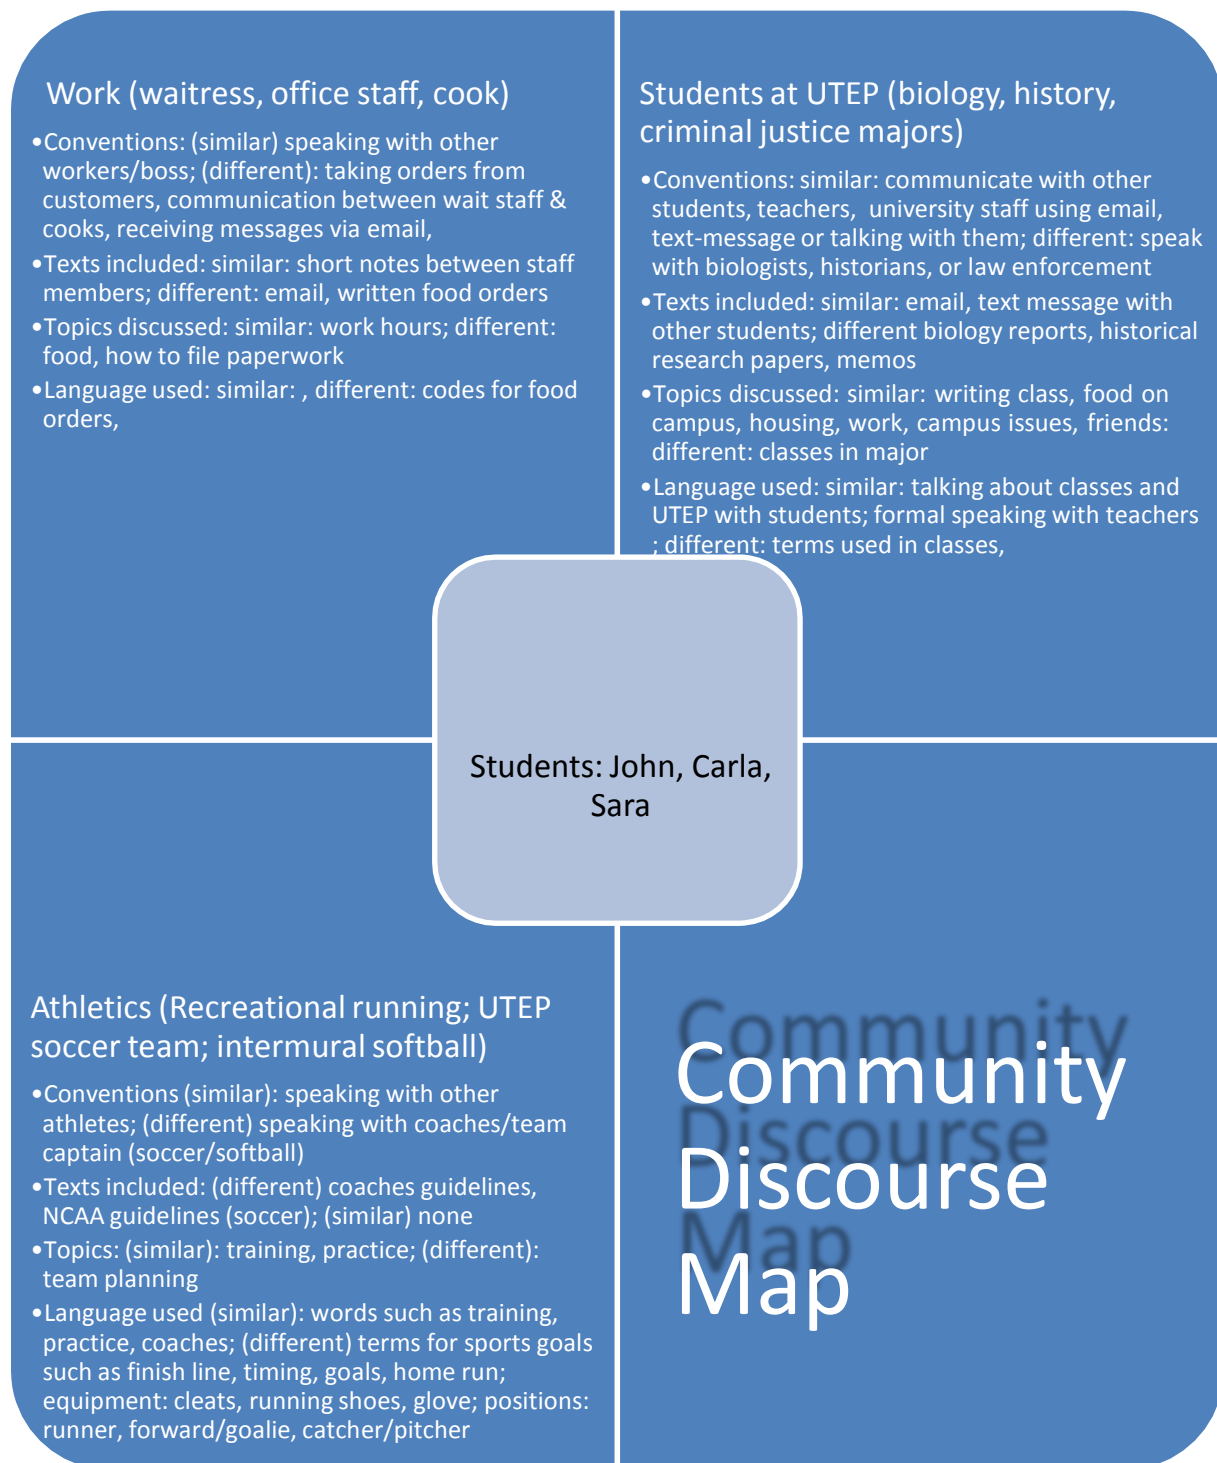 Work (waitress, office staff, cook)
•Conventions: (similar) speaking with other
workers/boss; (different): taking orders from
customers, communication between wait staff &
cooks, receiving messages via email,
•Texts included: similar: short notes between staff
members; different: email, written food orders
•Topics discussed: similar: work hours; different:
food, how to file paperwork
•Language used: similar: , different: codes for food
orders,
Students at UTEP (biology, history,
criminal justice majors)
•Conventions: similar: communicate with other
students, teachers, university staff using email,
text-message or talking with them; different: speak
with biologists, historians, or law enforcement
•Texts included: similar: email, text message with
other students; different biology reports, historical
research papers, memos
•Topics discussed: similar: writing class, food on
campus, housing, work, campus issues, friends:
different: classes in major
•Language used: similar: talking about classes and
UTEP with students; formal speaking with teachers
; different: terms used in classes,
Students: John, Carla,
Sara
Athletics (Recreational running; UTEP
soccer team; intermural softball)
•Conventions (similar): speaking with other
athletes; (different) speaking with coaches/team
captain (soccer/softball)
•Texts included: (different) coaches guidelines,
NCAA guidelines (soccer); (similar) none
•Topics: (similar): training, practice; (different):
team planning
•Language used (similar): words such as training,
practice, coaches; (different) terms for sports goals
such as finish line, timing, goals, home run;
equipment: cleats, running shoes, glove; positions:
runner, forward/goalie, catcher/pitcher
Community
Discourse
Map